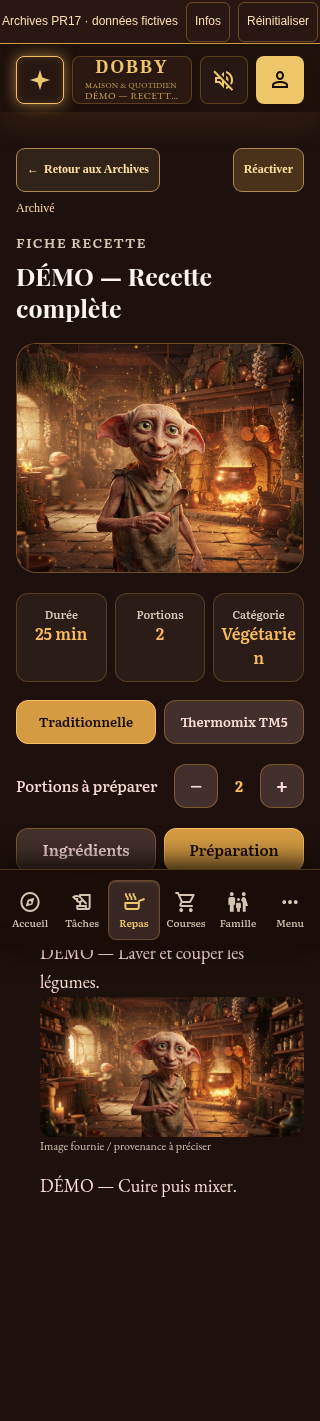 Archives PR17 · données fictives
Infos
Réinitialiser
DOBBY
MAISON & QUOTIDIEN
DÉMO — RECETT…
← Retour aux Archives
Réactiver
Archivé
FICHE RECETTE
DÉMO — Recette
complète
Durée
25 min
Portions
2
Catégorie
Végétarie
n
Traditionnelle
Thermomix TM5
Portions à préparer
−
2
+
Ingrédients
Préparation
Accueil
Tâches
Repas
Courses
Famille
Menu
DÉMO — Laver et couper les
légumes.
Image fournie / provenance à préciser
DÉMO — Cuire puis mixer.